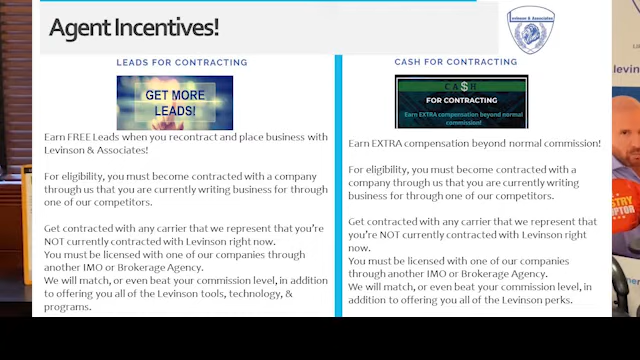 Agent Incentives!
Levinson & Associates
LEADS FOR CONTRACTING
GET MORE
LEADS!
Earn FREE Leads when you recontract and place business with
Levinson & Associates!
For eligibility, you must become contracted with a company
through us that you are currently writing business for through
one of our competitors.
Get contracted with any carrier that we represent that you're
NOT currently contracted with Levinson right now.
You must be licensed with one of our companies through
another IMO or Brokerage Agency.
We will match, or even beat your commission level, in addition
to offering you all of the Levinson tools, technology, &
programs.
CASH FOR CONTRACTING
CA$H
FOR CONTRACTING
Earn EXTRA compensation beyond normal
commission!
Earn EXTRA compensation beyond normal commission!
For eligibility, you must become contracted with a
company through us that you are currently writing
business for through one of our competitors.
Get contracted with any carrier that we represent that
you're NOT currently contracted with Levinson right
now.
You must be licensed with one of our companies
through another IMO or Brokerage Agency.
We will match, or even beat your commission level, in
addition to offering you all of the Levinson perks.
levin